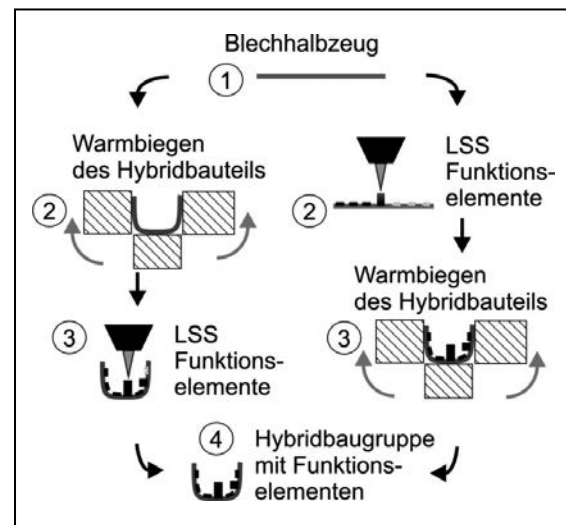 Blechhalbzeug
1
Warmbiegen
des Hybridbauteils
2
3
LSS
Funktions-
elemente
LSS
Funktions-
elemente
2
Warmbiegen
des Hybridbauteils
3
4
Hybridbaugruppe
mit Funktions-
elementen